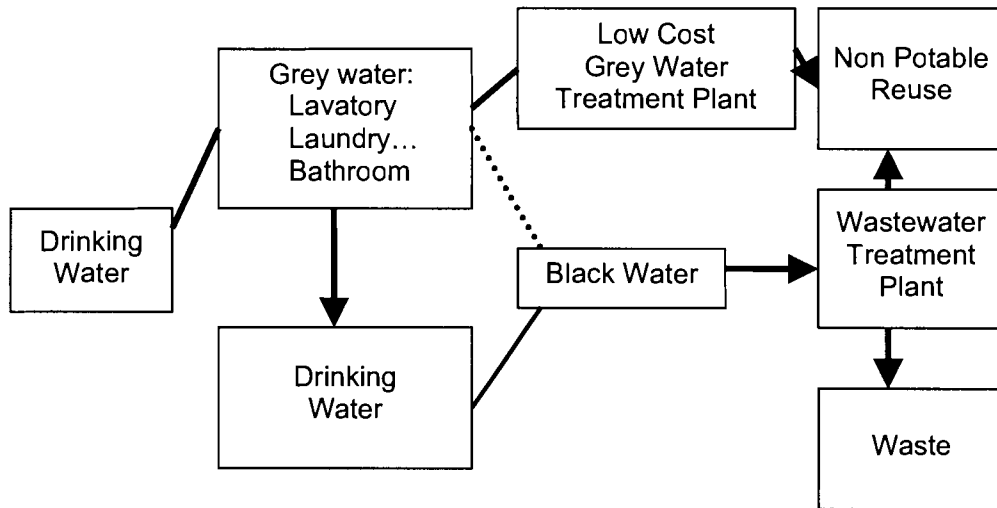 Drinking
Water
Grey water:
Lavatory
Laundry…
Bathroom
Drinking
Water
Low Cost
Grey Water
Treatment Plant
Black Water
Non Potable
Reuse
Wastewater
Treatment
Plant
Waste